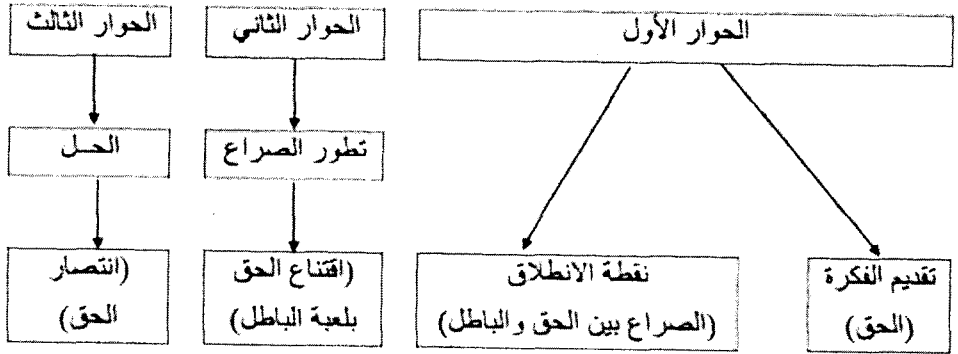 الحوار الأول
الحوار الثاني
الحوار الثالث
تطور الصراع
الحــل
تقديم الفكرة
(الحق)
نقطة الانطلاق
(الصراع بين الحق والباطل)
(اقتناع الحق
بلعبة الباطل)
(انتصار
الحق)